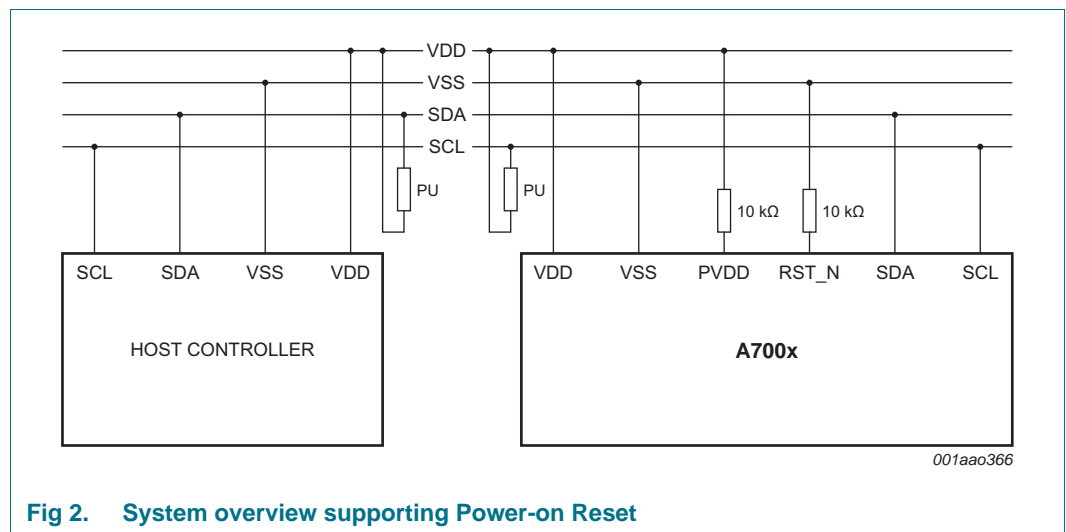 VDD
VSS
SDA
SCL
PU PU 10 kΩ 10 kΩ
SCL SDA VSS VDD VDD VSS PVDD RST_N SDA SCL
HOST CONTROLLER A700x
001aao366
Fig 2. System overview supporting Power-on Reset